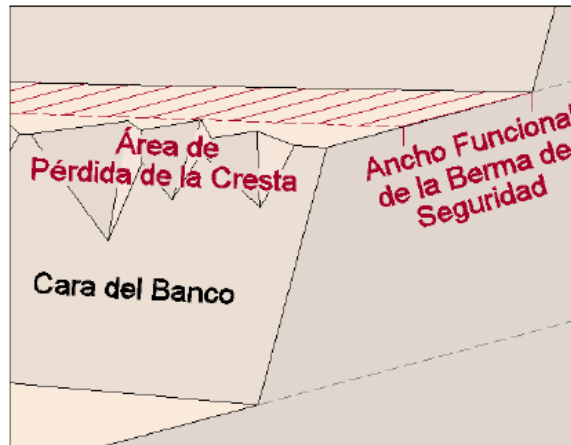 Área de
Pérdida de la Cresta
Ancho Funcional
de la Berma de
Seguridad
Cara del Banco